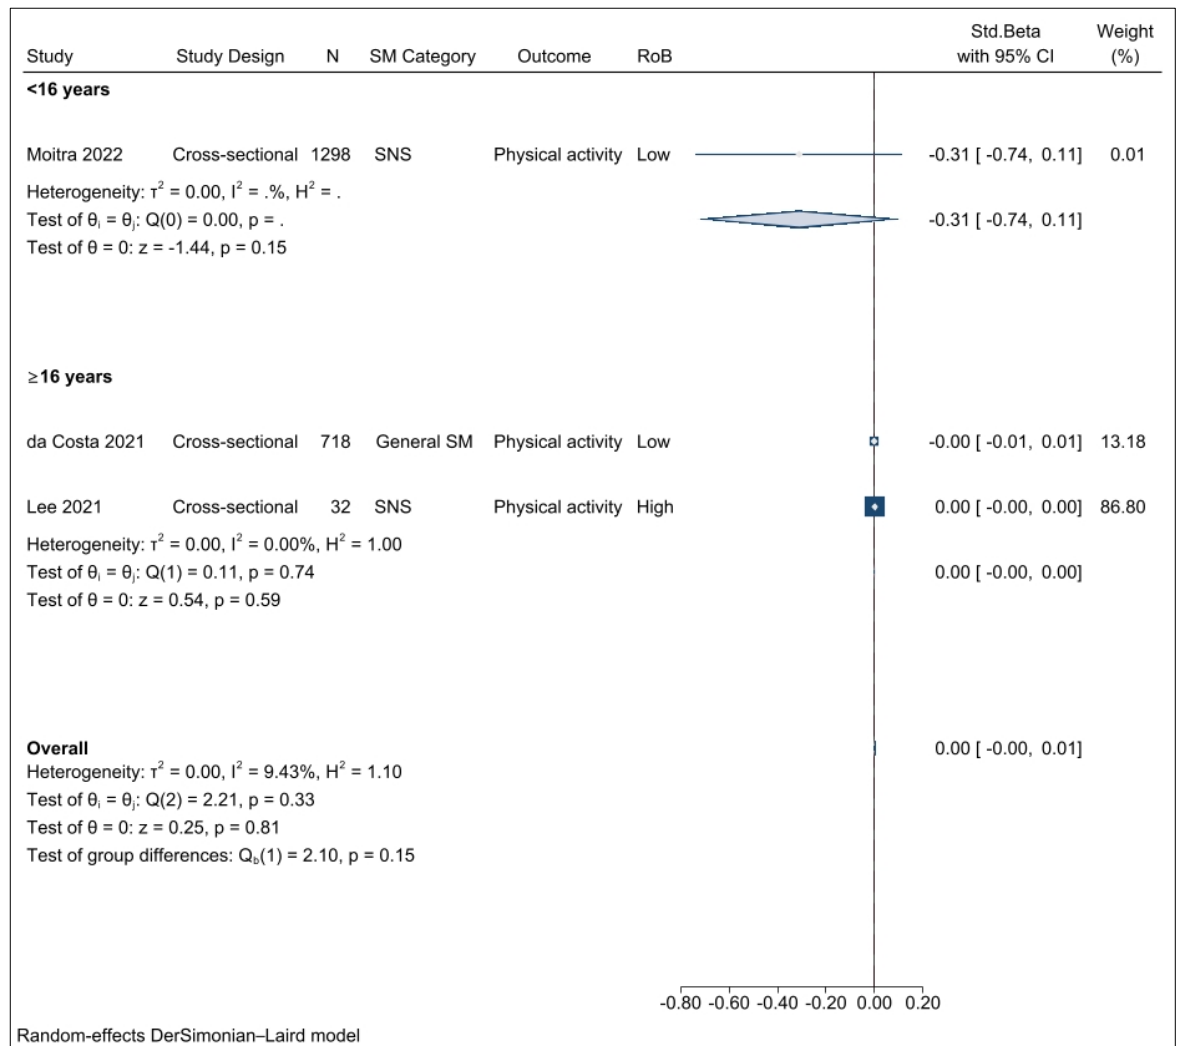 Std.Beta Weight
Study Study Design N SM Category Outcome RoB with 95% CI (%)
<16 years
Moitra 2022 Cross-sectional 1298 SNS Physical activity Low -0.31 [ -0.74, 0.11] 0.01
Heterogeneity: τ² = 0.00, I² = .%, H² = .
Test of θᵢ = θⱼ: Q(0) = 0.00, p = . -0.31 [ -0.74, 0.11]
Test of θ = 0: z = -1.44, p = 0.15
≥16 years
da Costa 2021 Cross-sectional 718 General SM Physical activity Low -0.00 [ -0.01, 0.01] 13.18
Lee 2021 Cross-sectional 32 SNS Physical activity High 0.00 [ -0.00, 0.00] 86.80
Heterogeneity: τ² = 0.00, I² = 0.00%, H² = 1.00
Test of θᵢ = θⱼ: Q(1) = 0.11, p = 0.74 0.00 [ -0.00, 0.00]
Test of θ = 0: z = 0.54, p = 0.59
Overall 0.00 [ -0.00, 0.01]
Heterogeneity: τ² = 0.00, I² = 9.43%, H² = 1.10
Test of θᵢ = θⱼ: Q(2) = 2.21, p = 0.33
Test of θ = 0: z = 0.25, p = 0.81
Test of group differences: Q_b(1) = 2.10, p = 0.15
-0.80 -0.60 -0.40 -0.20 0.00 0.20
Random-effects DerSimonian–Laird model